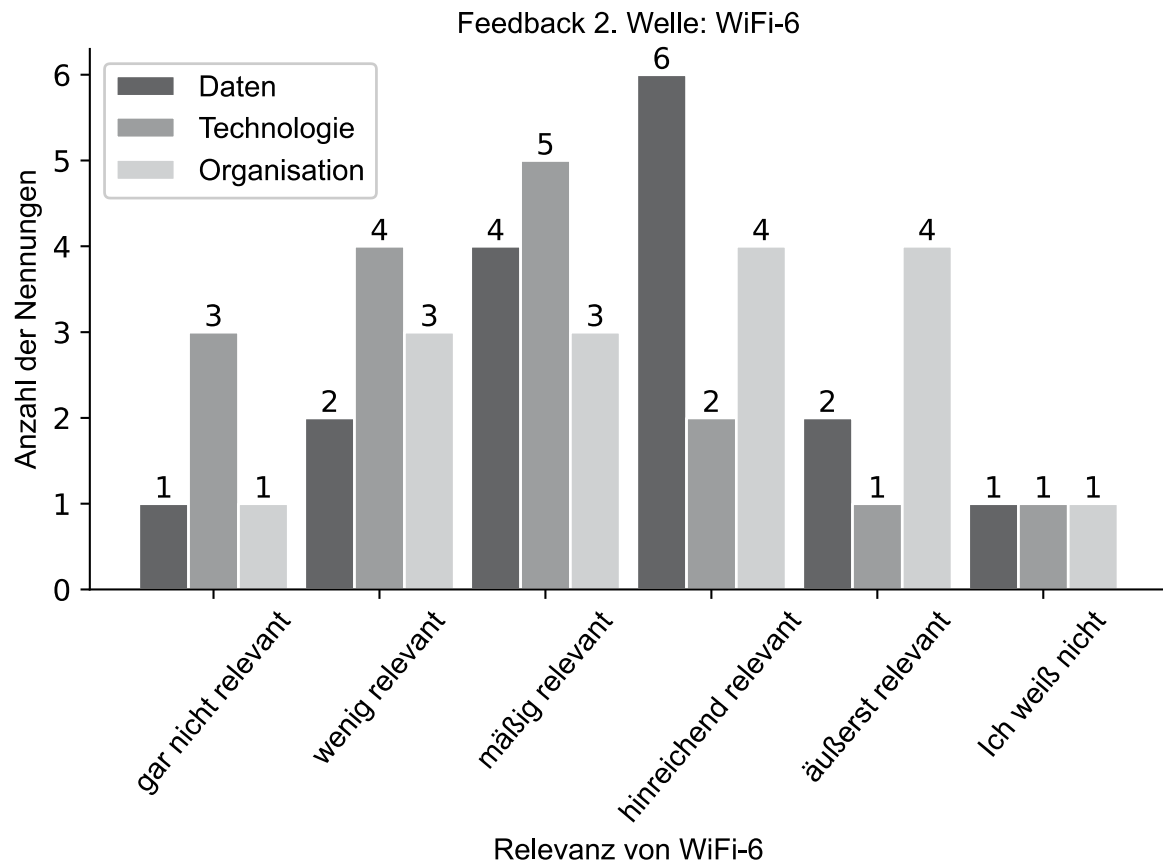 Feedback 2. Welle: WiFi-6
Daten
Technologie
Organisation
Anzahl der Nennungen
6
5
4
3
2
1
0
1
3
1
2
4
3
4
5
3
6
2
4
2
1
4
1
1
1
gar nicht relevant
wenig relevant
mäßig relevant
hinreichend relevant
äußerst relevant
Ich weiß nicht
Relevanz von WiFi-6